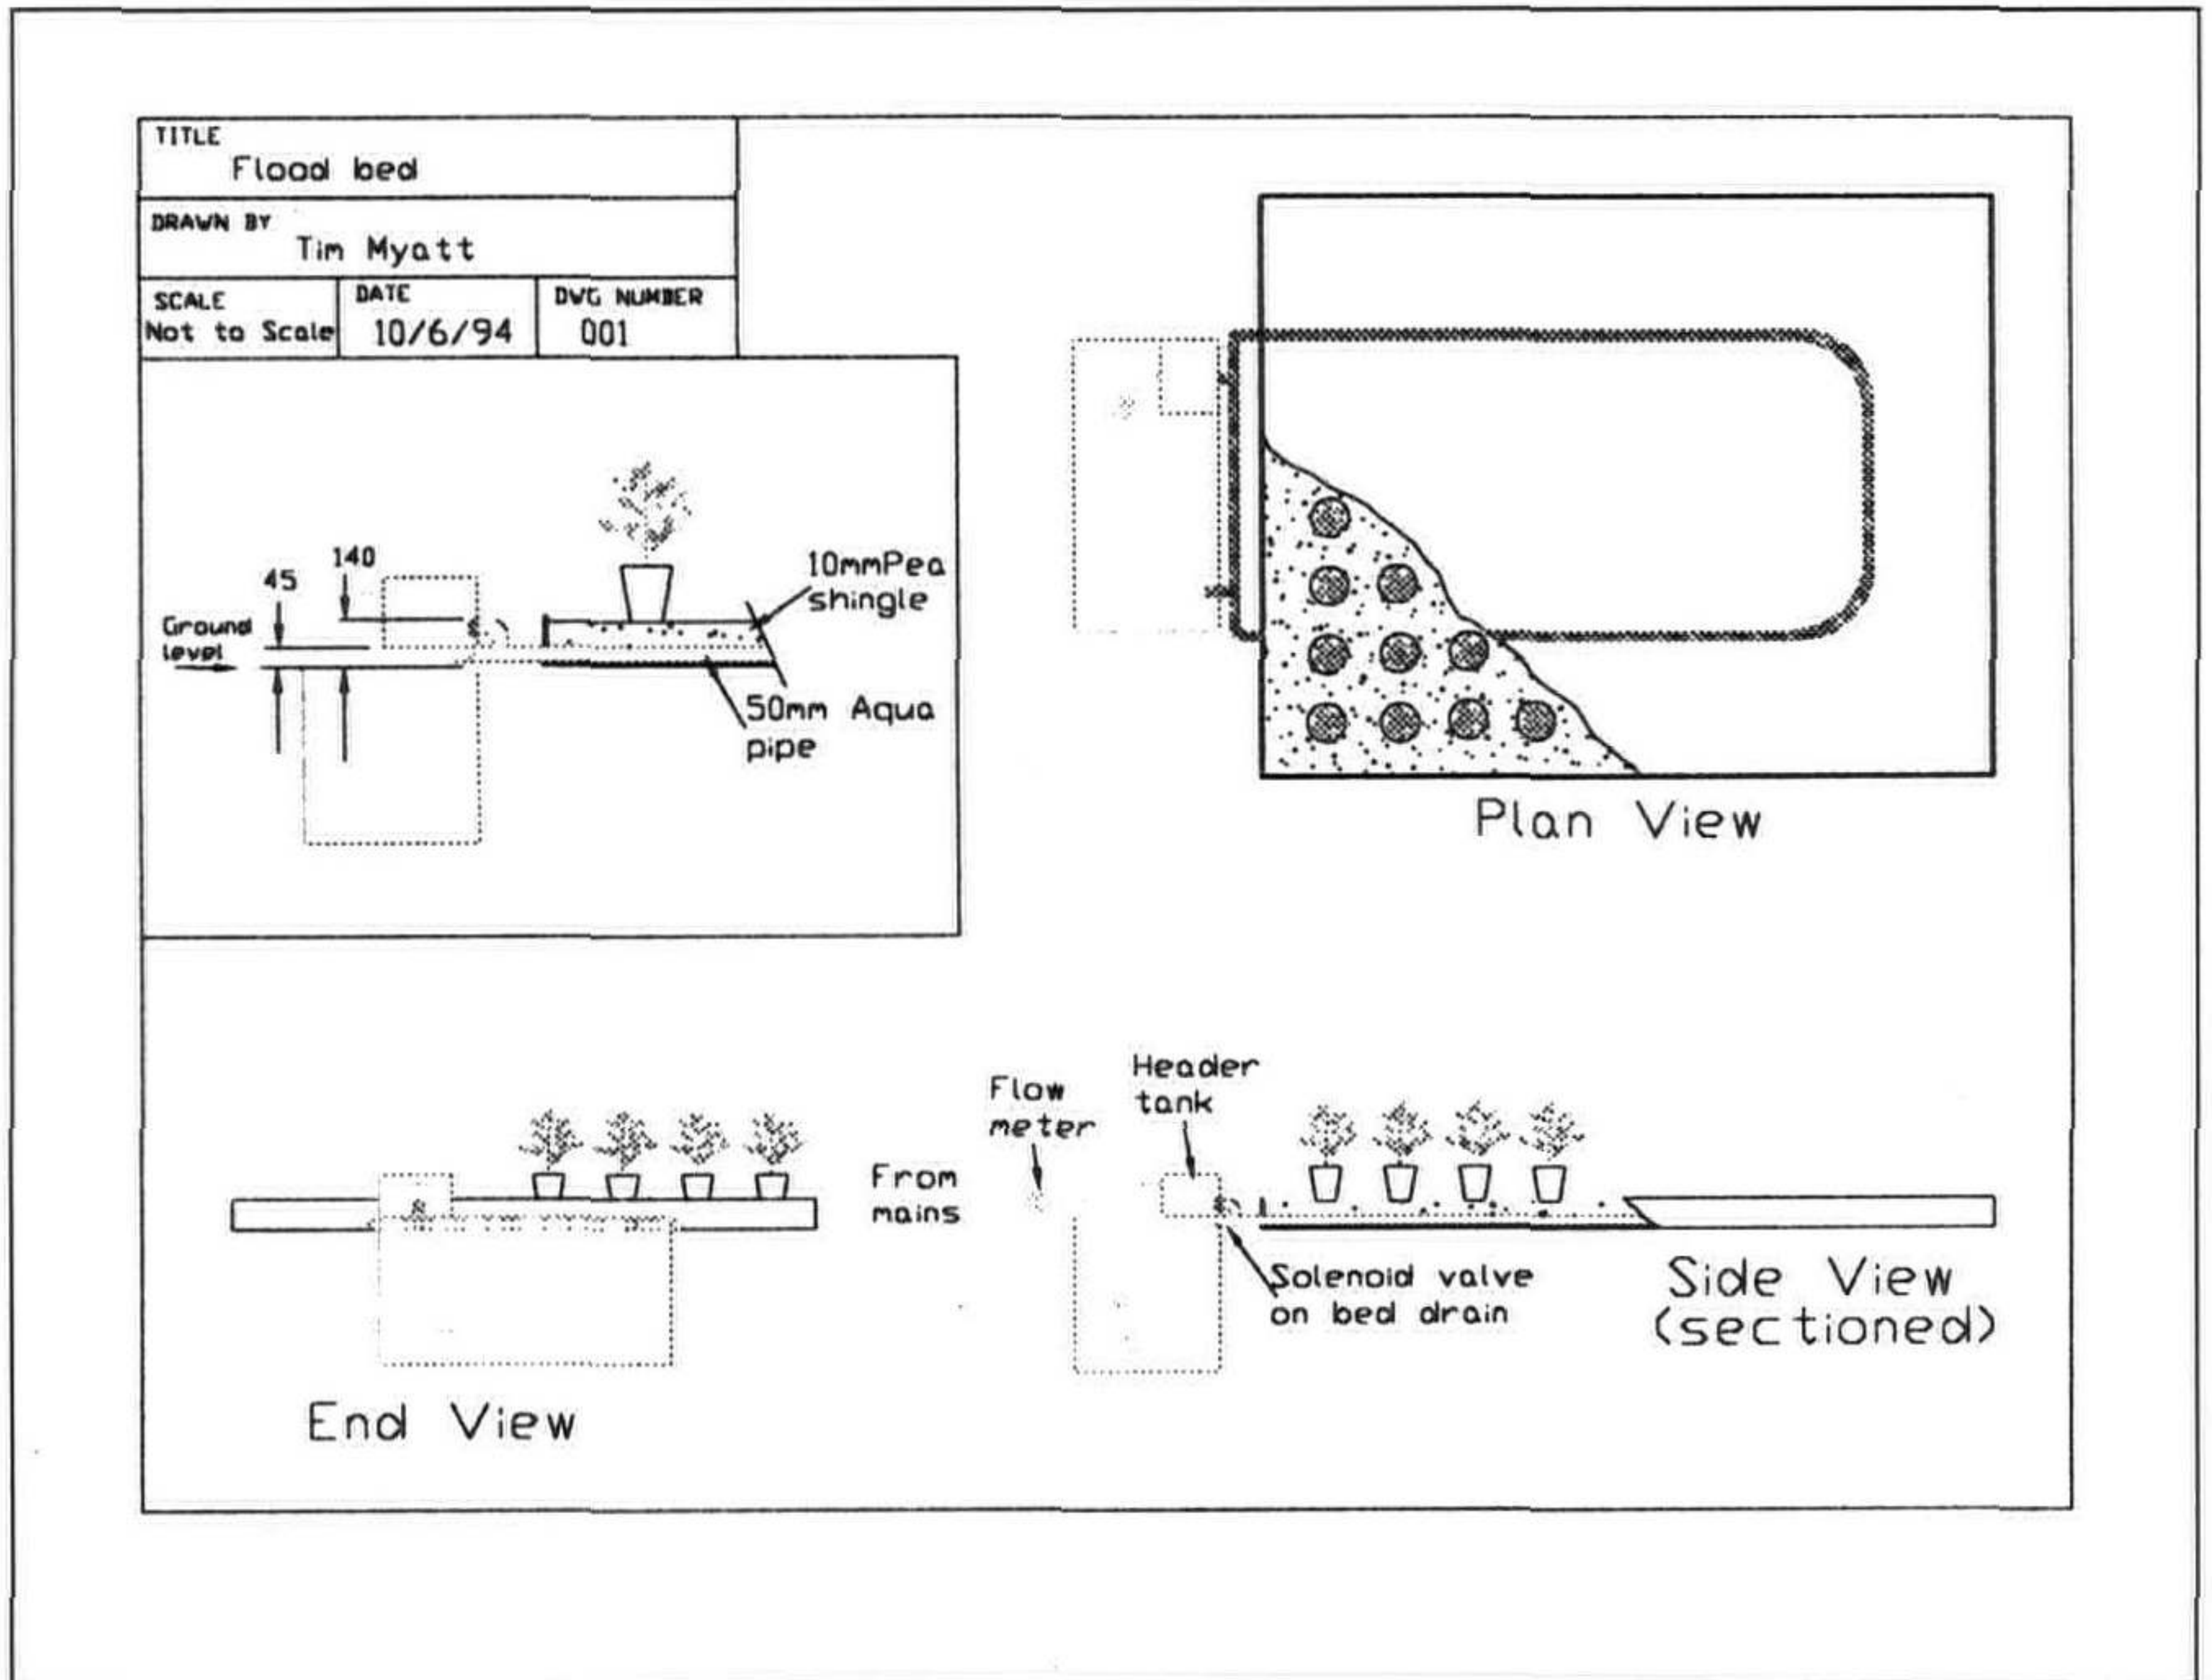 TITLE
Flood bed
DRAWN BY
Tim Myatt
SCALE
Not to Scale
DATE
10/6/94
DWG NUMBER
001
45
140
Ground
level
10mmPea
shingle
50mm Aqua
pipe
Plan View
From
mains
Flow
meter
Header
tank
Solenoid valve
on bed drain
Side View
(sectioned)
End View